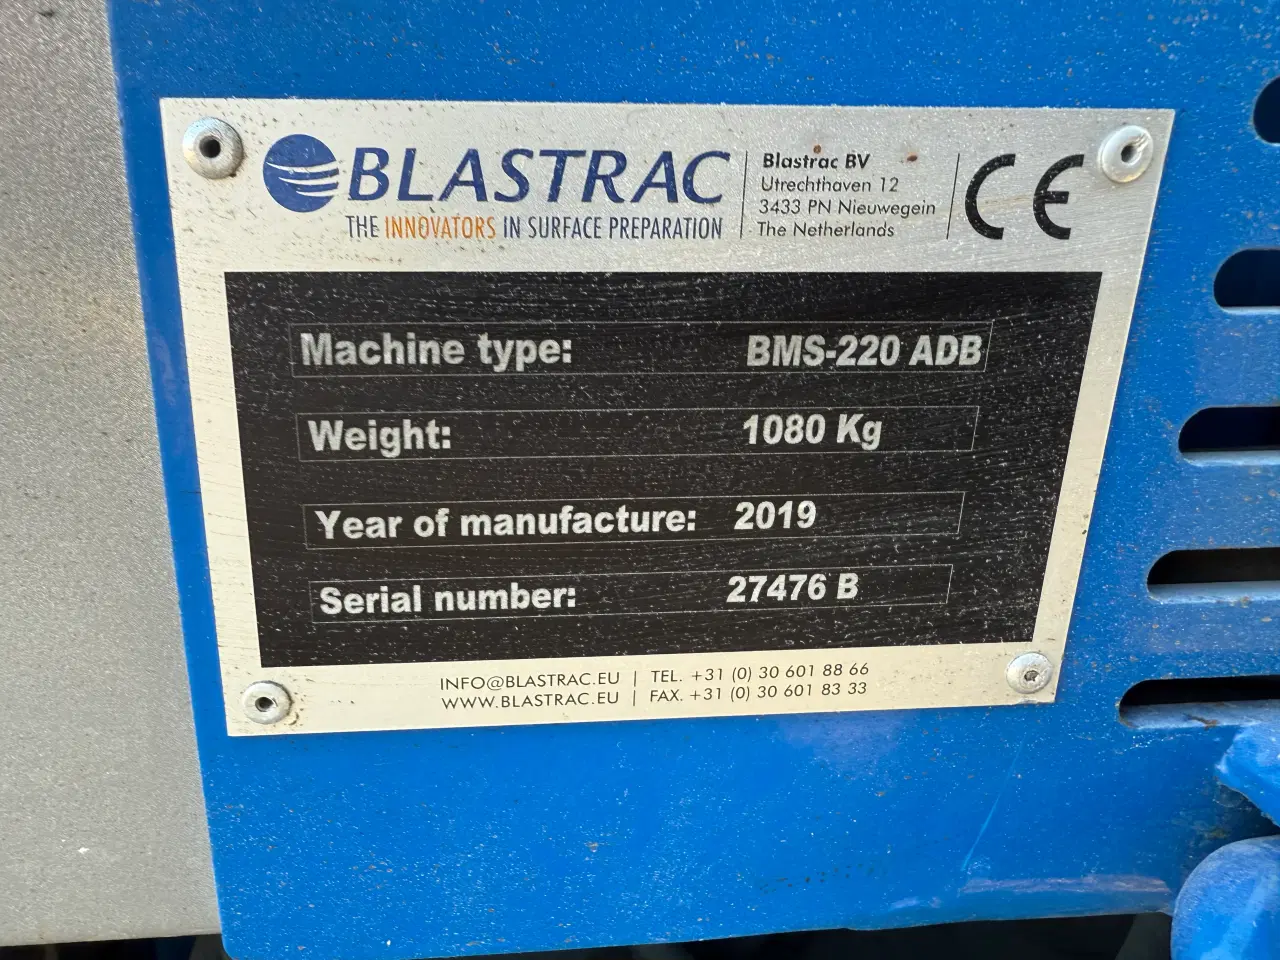 BLASTRAC
THE INNOVATORS IN SURFACE PREPARATION
Blastrac BV
Utrechthaven 12
3433 PN Nieuwegein
The Netherlands
CE
Machine type: BMS-220 ADB
Weight: 1080 Kg
Year of manufacture: 2019
Serial number: 27476 B
INFO@BLASTRAC.EU | TEL. +31 (0) 30 601 88 66
WWW.BLASTRAC.EU | FAX. +31 (0) 30 601 83 33